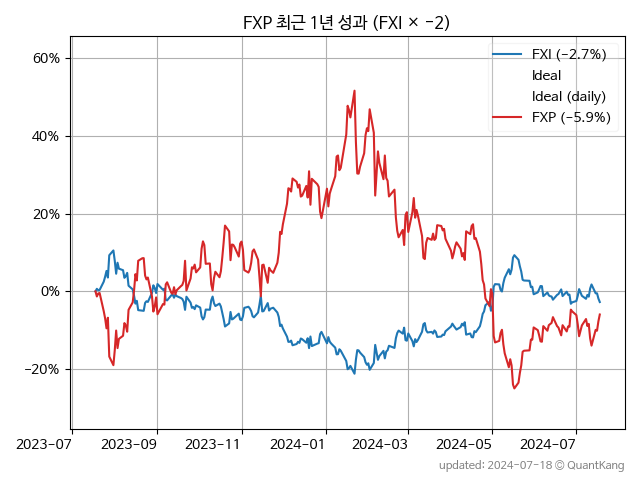 FXP 최근 1년 성과 (FXI × −2)
FXI (−2.7%)
Ideal
Ideal (daily)
FXP (−5.9%)
60%
40%
20%
0%
−20%
2023−07
2023−09
2023−11
2024−01
2024−03
2024−05
2024−07
updated: 2024-07-18 © QuantKang